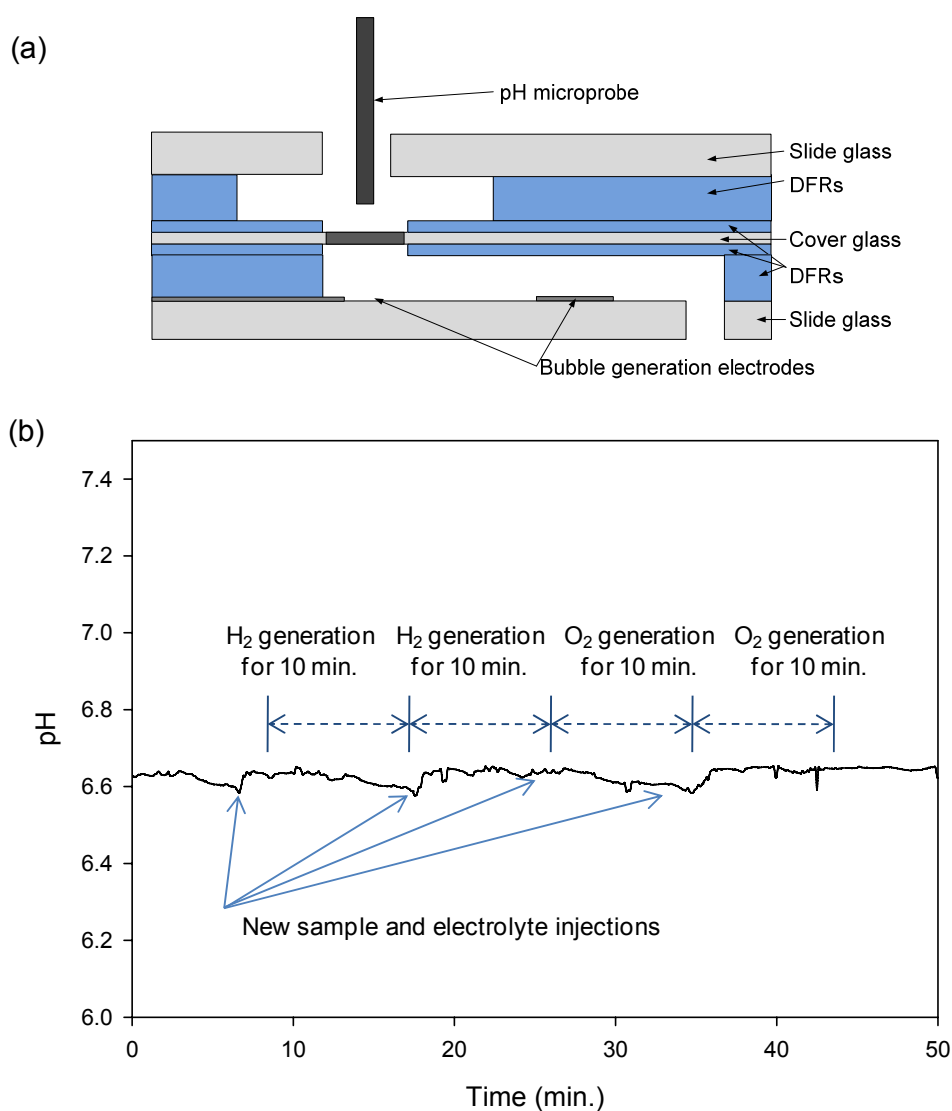 (a)
pH microprobe
Slide glass
DFRs
Cover glass
DFRs
Slide glass
Bubble generation electrodes
(b)
7.4
7.2
7.0
6.8
6.6
6.4
6.2
6.0
pH
H₂ generation
for 10 min.
H₂ generation
for 10 min.
O₂ generation
for 10 min.
O₂ generation
for 10 min.
New sample and electrolyte injections
0 10 20 30 40 50
Time (min.)